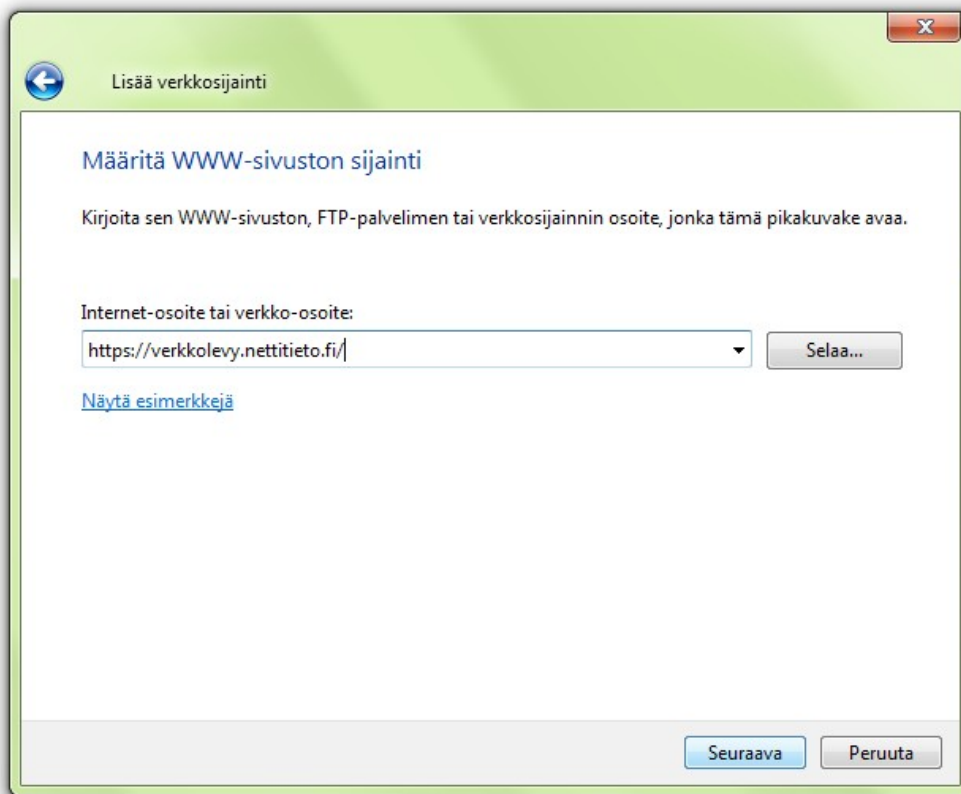 Lisää verkkosijainti
Määritä WWW-sivuston sijainti
Kirjoita sen WWW-sivuston, FTP-palvelimen tai verkkosijainnin osoite, jonka tämä pikakuvake avaa.
Internet-osoite tai verkko-osoite:
https://verkkolevy.nettitieto.fi/
Selaa...
Näytä esimerkkejä
Seuraava
Peruuta